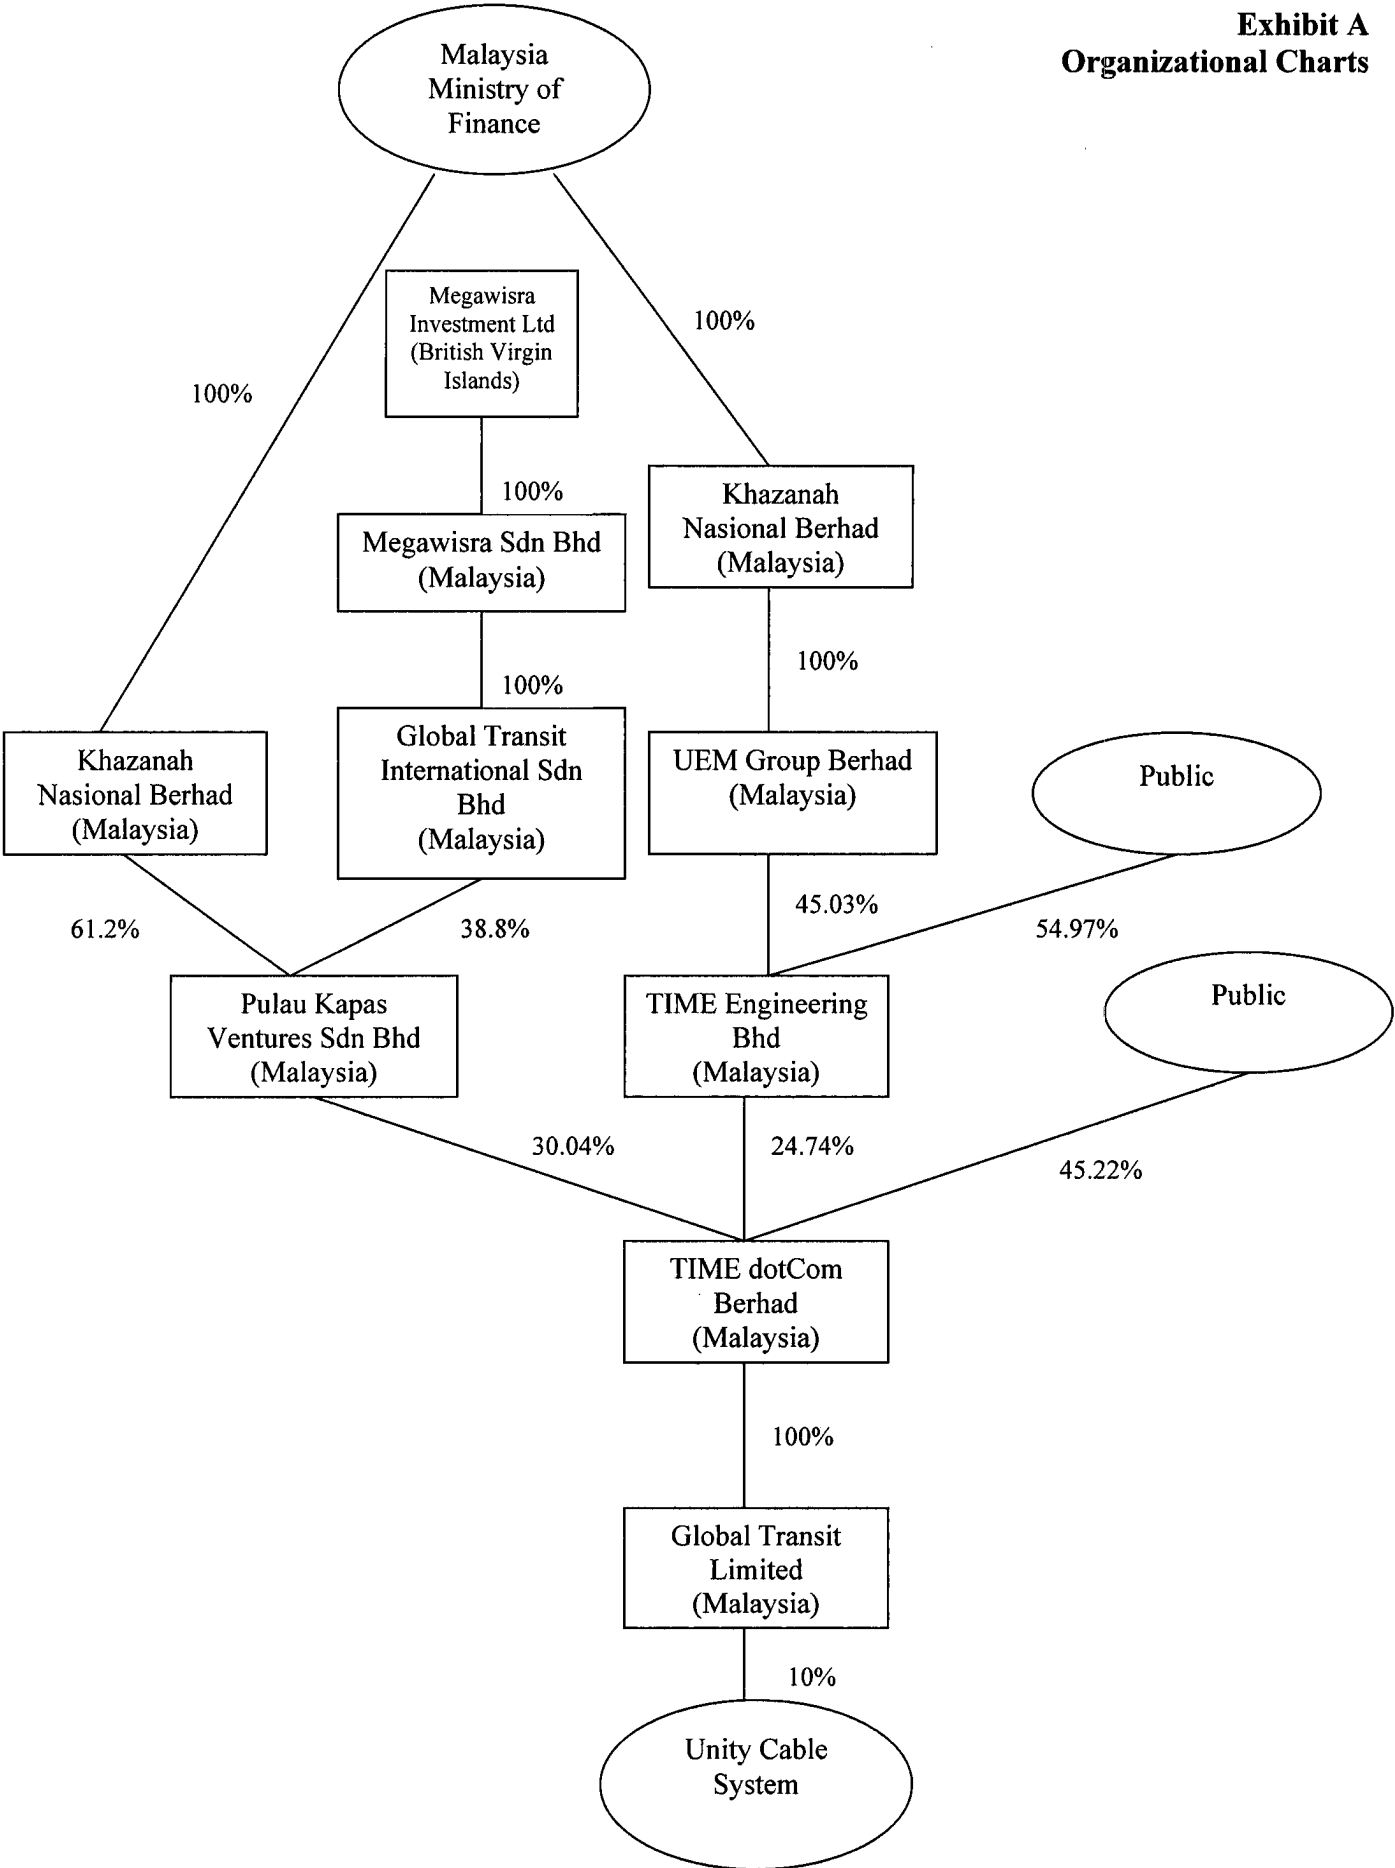 Exhibit A
Organizational Charts
Malaysia
Ministry of
Finance
Megawisra
Investment Ltd
(British Virgin
Islands)
100%
100%
100%
Megawisra Sdn Bhd
(Malaysia)
Khazanah
Nasional Berhad
(Malaysia)
100%
100%
Khazanah
Nasional Berhad
(Malaysia)
Global Transit
International Sdn
Bhd
(Malaysia)
UEM Group Berhad
(Malaysia)
Public
61.2%
38.8%
45.03%
54.97%
Pulau Kapas
Ventures Sdn Bhd
(Malaysia)
TIME Engineering
Bhd
(Malaysia)
Public
30.04%
24.74%
45.22%
TIME dotCom
Berhad
(Malaysia)
100%
Global Transit
Limited
(Malaysia)
10%
Unity Cable
System